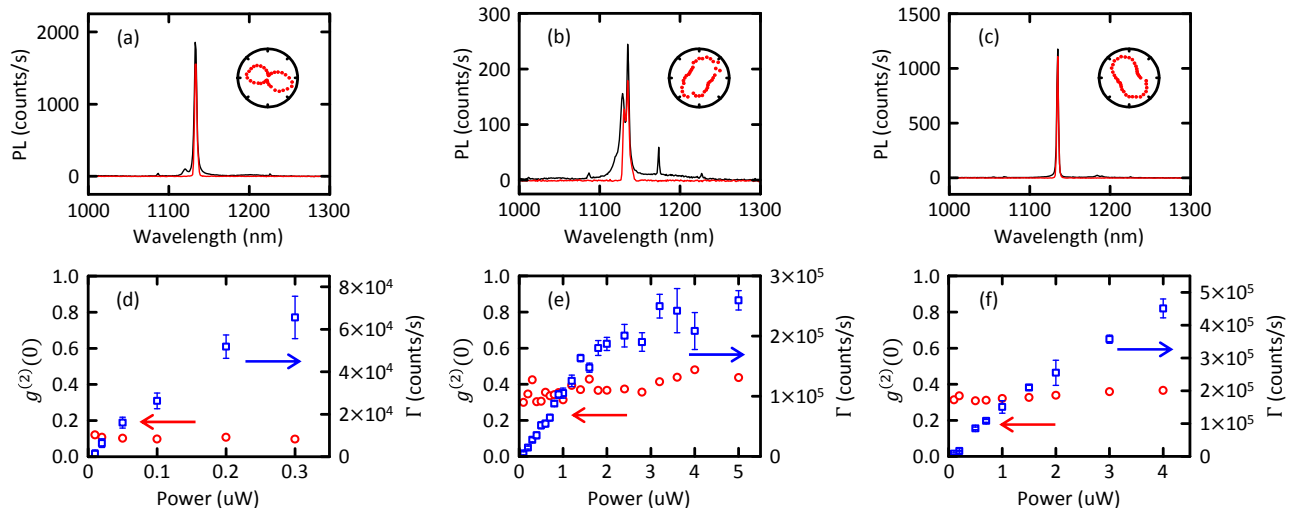 (a)
PL (counts/s)
2000
1000
0
1000 1100 1200 1300
Wavelength (nm)
(b)
PL (counts/s)
300
200
100
0
1000 1100 1200 1300
Wavelength (nm)
(c)
PL (counts/s)
1500
1000
500
0
1000 1100 1200 1300
Wavelength (nm)
(d)
g⁽²⁾(0)
1.0
0.8
0.6
0.4
0.2
0.0
8×10⁴
6×10⁴
4×10⁴
2×10⁴
0
Γ (counts/s)
0 0.1 0.2 0.3
Power (uW)
(e)
g⁽²⁾(0)
1.0
0.8
0.6
0.4
0.2
0.0
3×10⁵
2×10⁵
1×10⁵
0
Γ (counts/s)
0 1 2 3 4 5
Power (uW)
(f)
g⁽²⁾(0)
1.0
0.8
0.6
0.4
0.2
0.0
5×10⁵
4×10⁵
3×10⁵
2×10⁵
1×10⁵
0
Γ (counts/s)
0 1 2 3 4
Power (uW)